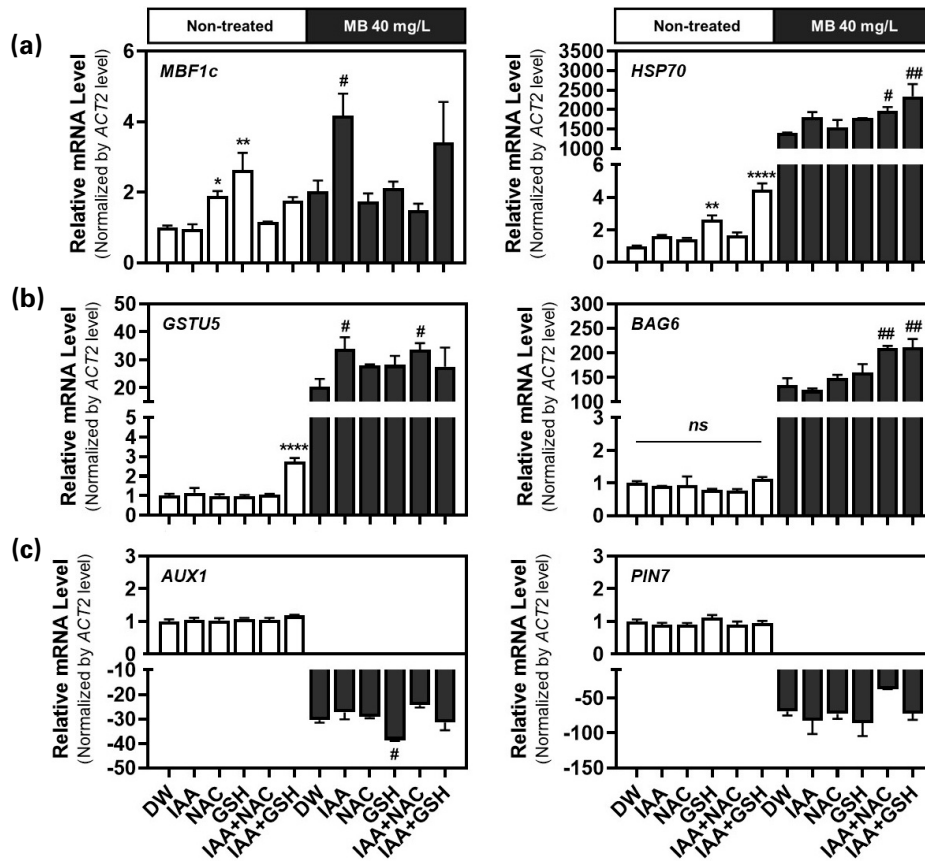 Non-treated MB 40 mg/L
(a)
Relative mRNA Level
(Normalized by ACT2 level)
6
4
2
0
MBF1c
*
**
#
Relative mRNA Level
(Normalized by ACT2 level)
3500
3000
2500
2000
1500
1000
6
4
2
0
HSP70
**
****
#
##
Non-treated MB 40 mg/L
(b)
Relative mRNA Level
(Normalized by ACT2 level)
50
40
30
20
5
4
3
2
1
0
GSTU5
****
#
#
Relative mRNA Level
(Normalized by ACT2 level)
300
250
200
150
100
2
1
0
BAG6
ns
##
##
(c)
Relative mRNA Level
(Normalized by ACT2 level)
3
2
1
0
-10
-20
-30
-40
-50
AUX1
#
DW IAA NAC GSH IAA+NAC IAA+GSH DW IAA NAC GSH IAA+NAC IAA+GSH
Relative mRNA Level
(Normalized by ACT2 level)
3
2
1
0
-50
-100
-150
PIN7
DW IAA NAC GSH IAA+NAC IAA+GSH DW IAA NAC GSH IAA+NAC IAA+GSH